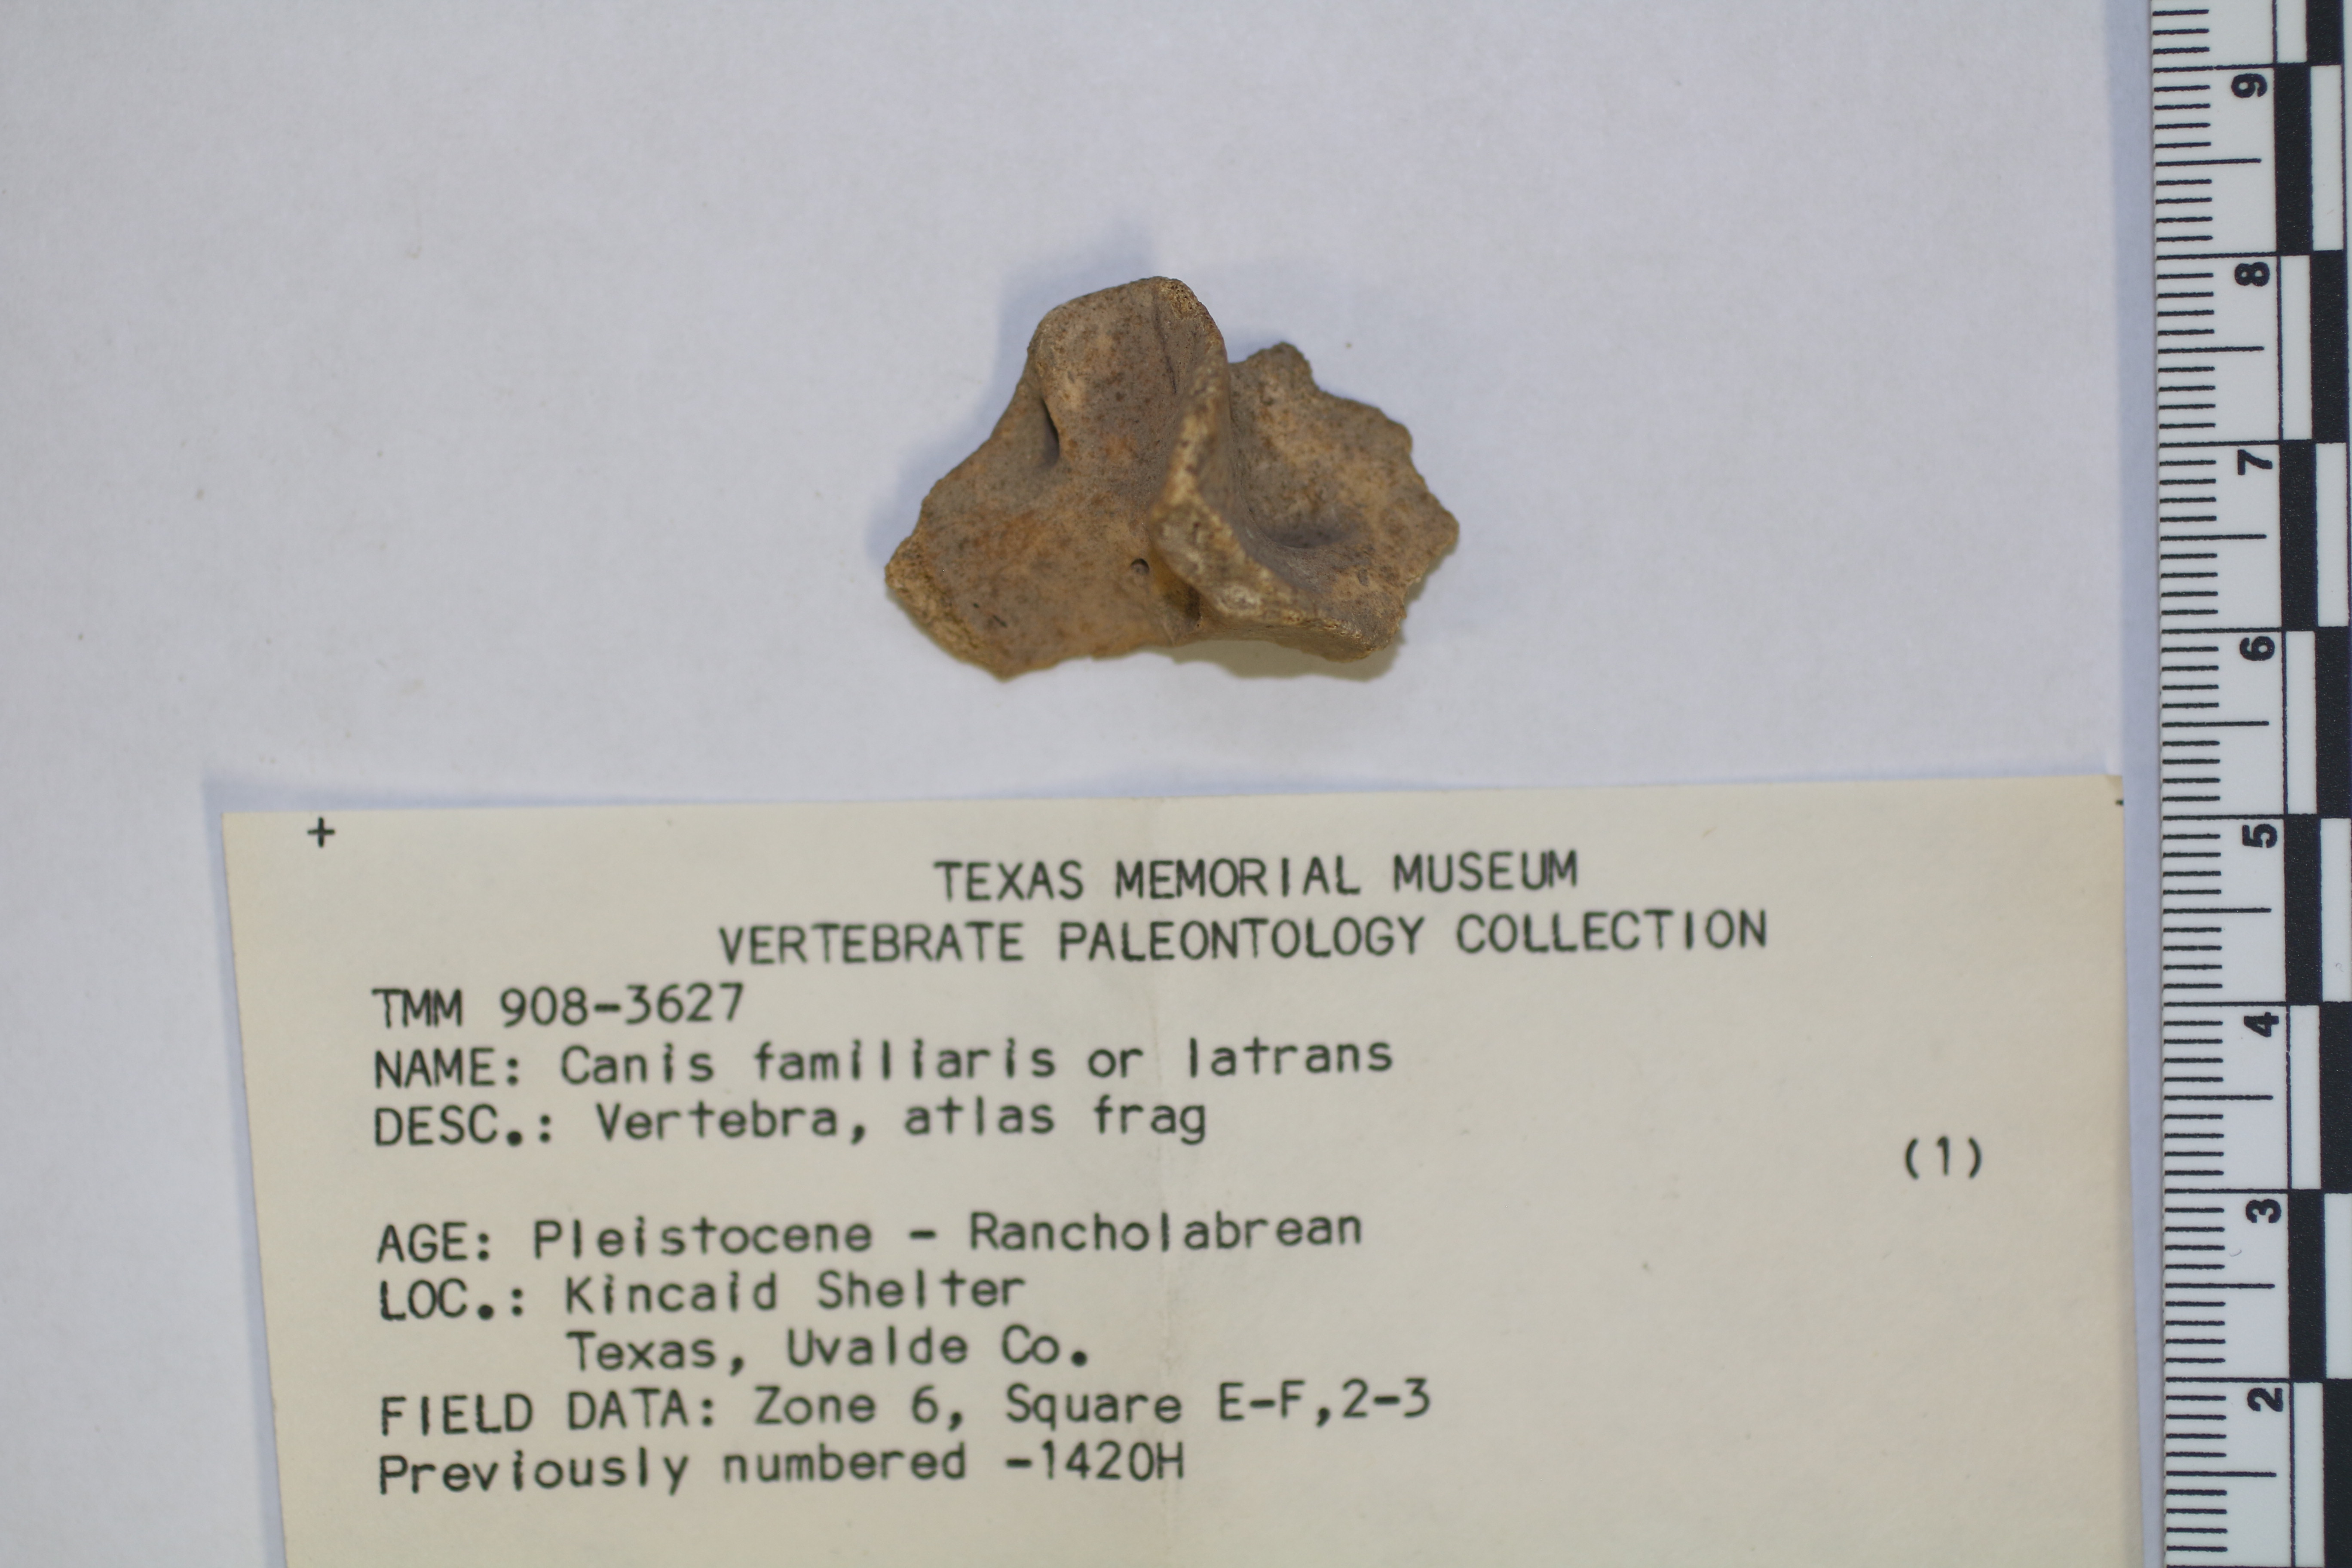 TEXAS MEMORIAL MUSEUM
VERTEBRATE PALEONTOLOGY COLLECTION
TMM 908-3627
NAME: Canis familiaris or latrans
DESC.: Vertebra, atlas frag
(1)
AGE: Pleistocene - Rancholabrean
LOC.: Kincaid Shelter
Texas, Uvalde Co.
FIELD DATA: Zone 6, Square E-F,2-3
Previously numbered -1420H
9
8
7
6
5
4
3
2